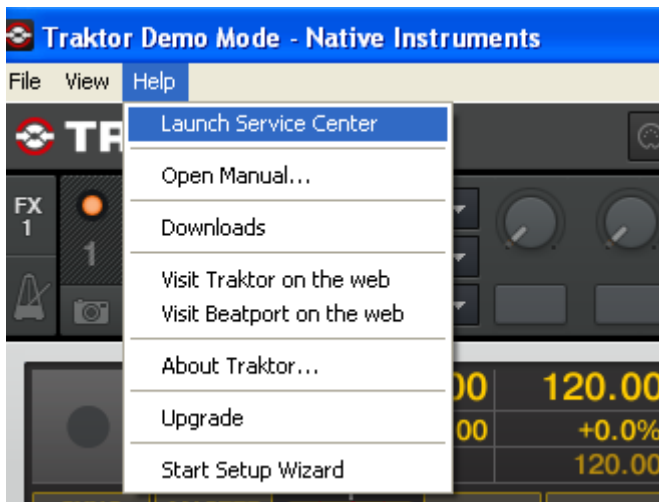 Traktor Demo Mode - Native Instruments
File View Help
Launch Service Center
TR
Open Manual...
FX
1
1
Downloads
Visit Traktor on the web
Visit Beatport on the web
About Traktor...
00 120.00
Upgrade
00 +0.0%
Start Setup Wizard
120.00